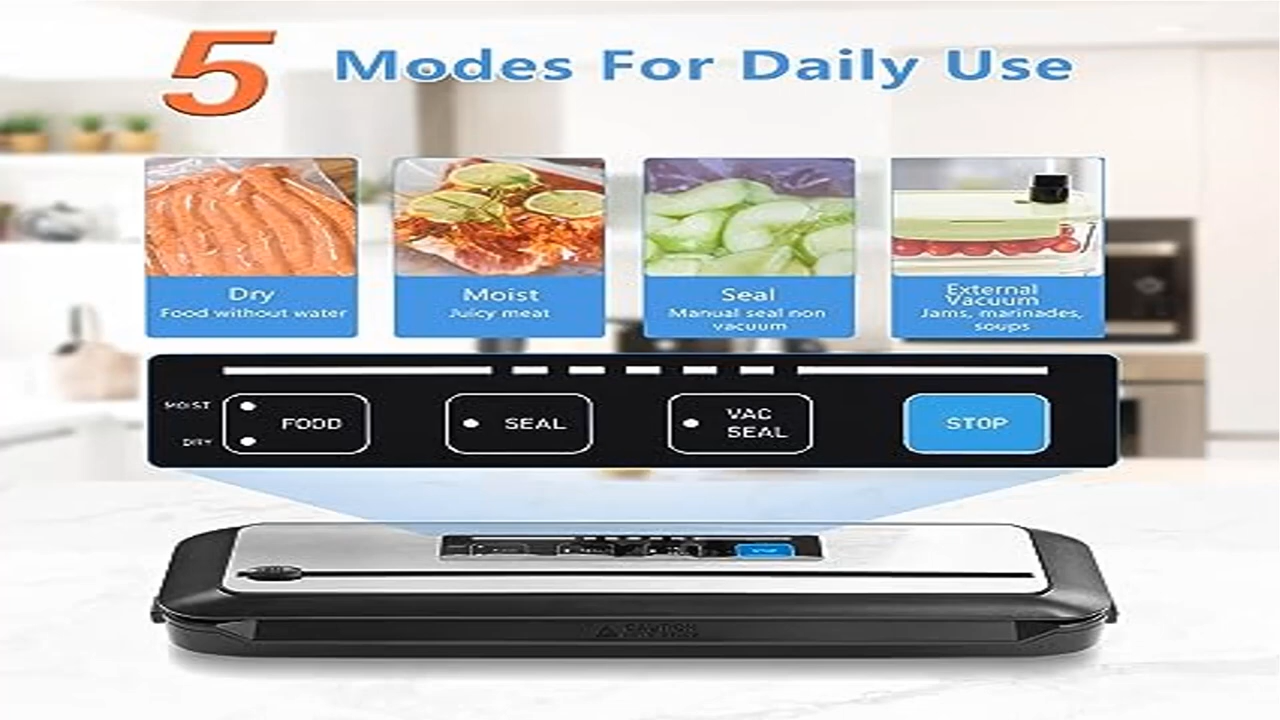 5 Modes For Daily Use
Dry
Food without water
Moist
Juicy meat
Seal
Manual seal non
vacuum
External
Vacuum
Jams, marinades,
soups
MOIST
DRY
FOOD
SEAL
VAC
SEAL
STOP
CAUTION